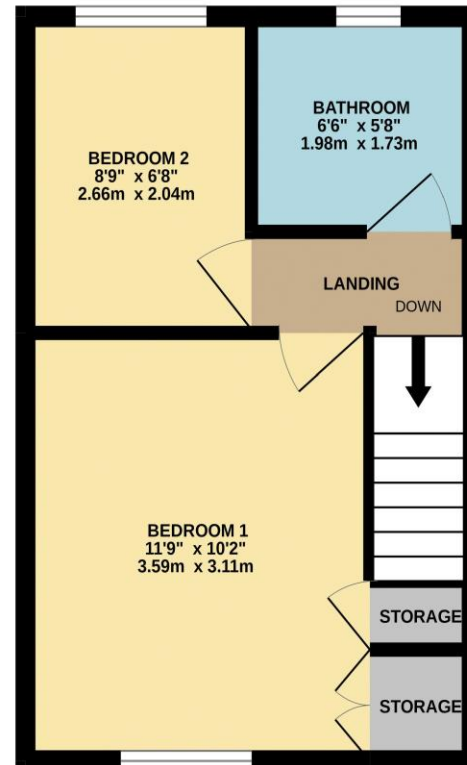 BATHROOM
6'6" x 5'8"
1.98m x 1.73m
BEDROOM 2
8'9" x 6'8"
2.66m x 2.04m
LANDING
DOWN
BEDROOM 1
11'9" x 10'2"
3.59m x 3.11m
STORAGE
STORAGE